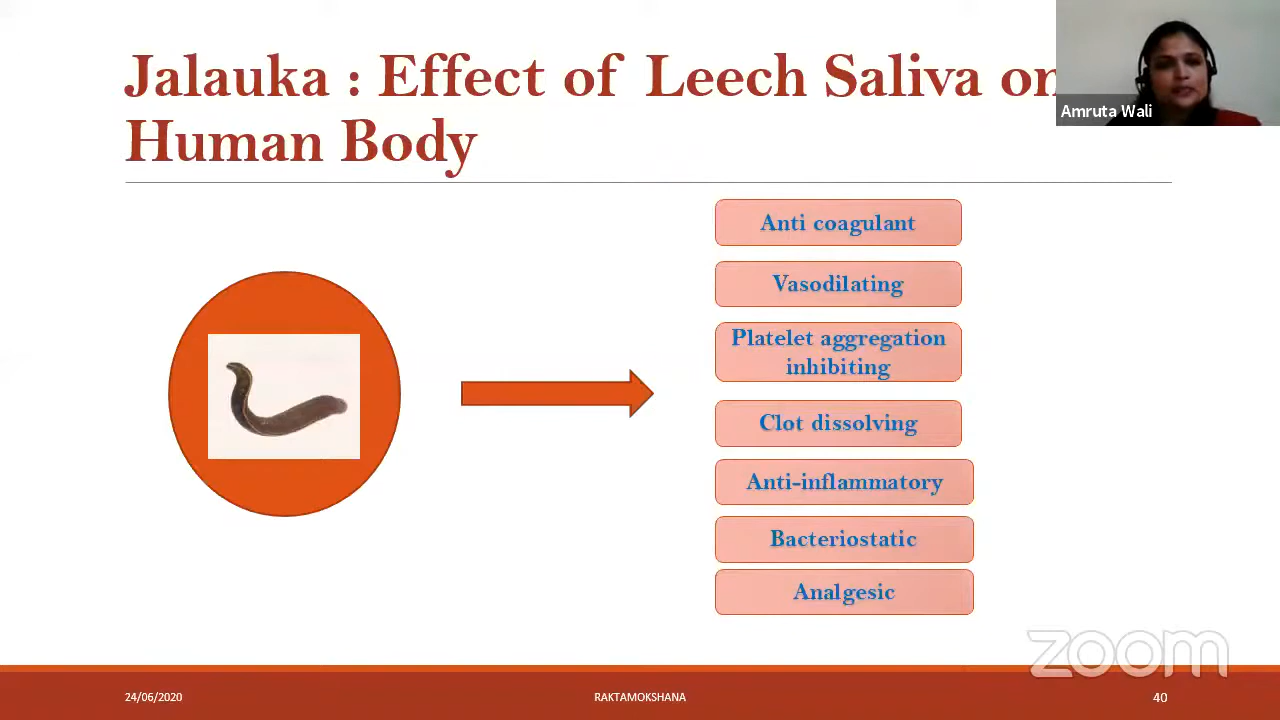 Jalauka : Effect of Leech Saliva on
Human Body
Amruta Wali
Anti coagulant
Vasodilating
Platelet aggregation
inhibiting
Clot dissolving
Anti-inflammatory
Bacteriostatic
Analgesic
zoom
24/06/2020
RAKTAMOKSHANA
40